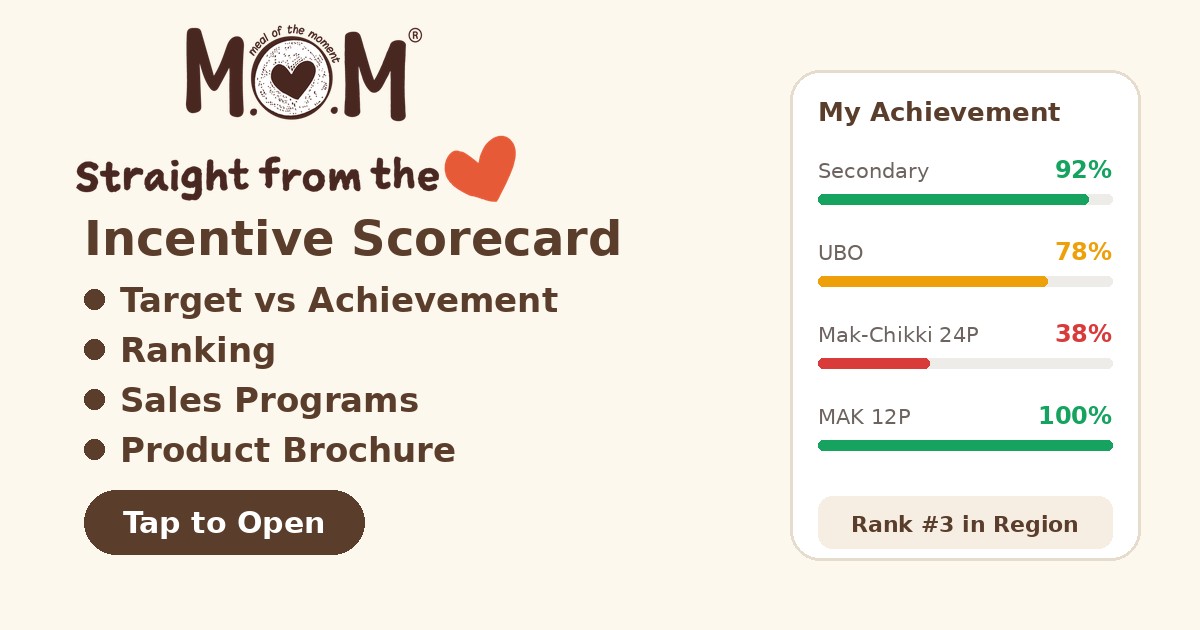 meal of the moment
M.O.M®
Straight from the
Incentive Scorecard
Target vs Achievement
Ranking
Sales Programs
Product Brochure
Tap to Open
My Achievement
Secondary 92%
UBO 78%
Mak-Chikki 24P 38%
MAK 12P 100%
Rank #3 in Region